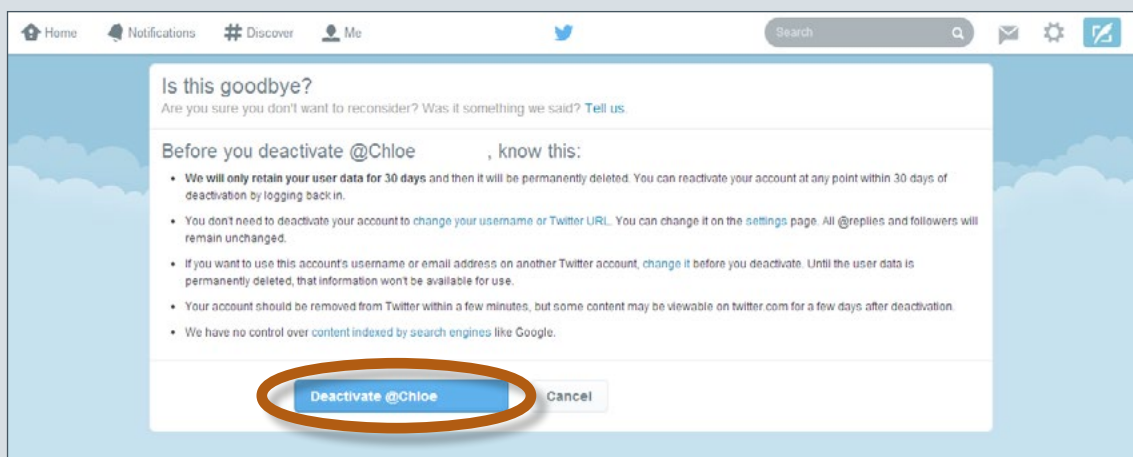 Home Notifications # Discover Me Search
Is this goodbye?
Are you sure you don't want to reconsider? Was it something we said? Tell us.
Before you deactivate @Chloe , know this:
• We will only retain your user data for 30 days and then it will be permanently deleted. You can reactivate your account at any point within 30 days of
deactivation by logging back in.
• You don't need to deactivate your account to change your username or Twitter URL. You can change it on the settings page. All @replies and followers will
remain unchanged.
• If you want to use this account's username or email address on another Twitter account, change it before you deactivate. Until the user data is
permanently deleted, that information won't be available for use.
• Your account should be removed from Twitter within a few minutes, but some content may be viewable on twitter.com for a few days after deactivation.
• We have no control over content indexed by search engines like Google.
Deactivate @Chloe Cancel